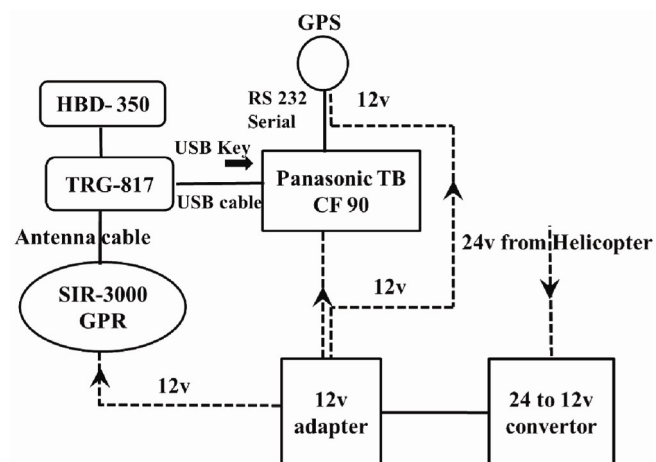 GPS
HBD-350
RS 232
Serial
12v
USB Key
TRG-817
USB cable
Panasonic TB
CF 90
Antenna cable
24v from Helicopter
SIR-3000
GPR
12v
12v
12v
adapter
24 to 12v
convertor